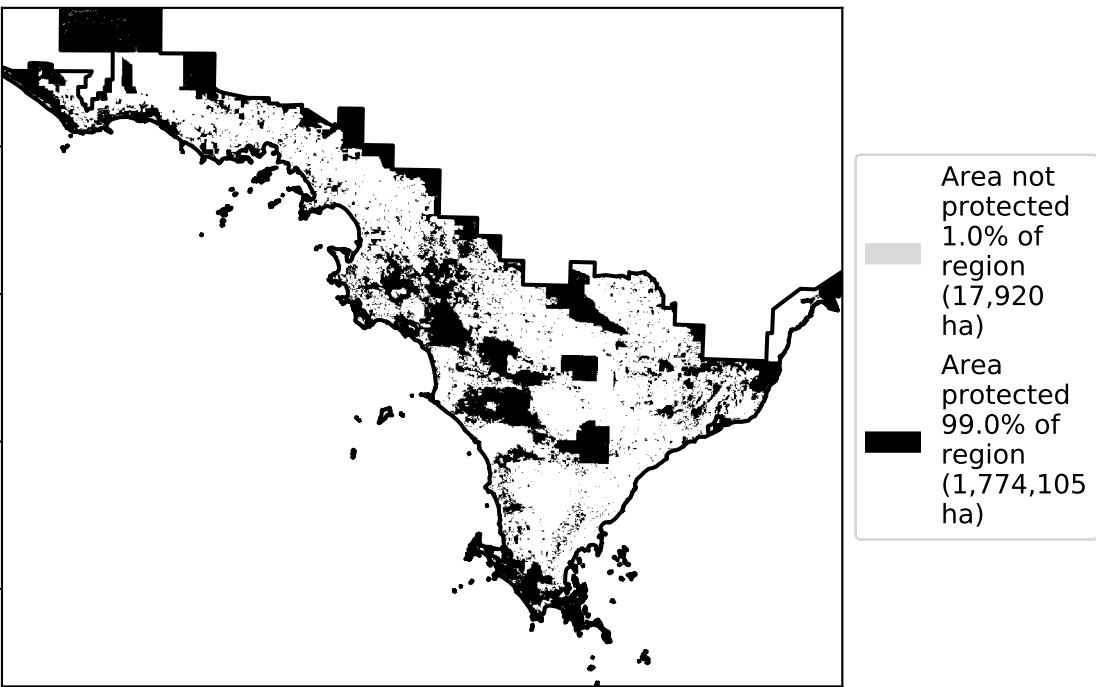 Area not
protected
1.0% of
region
(17,920
ha)
Area
protected
99.0% of
region
(1,774,105
ha)